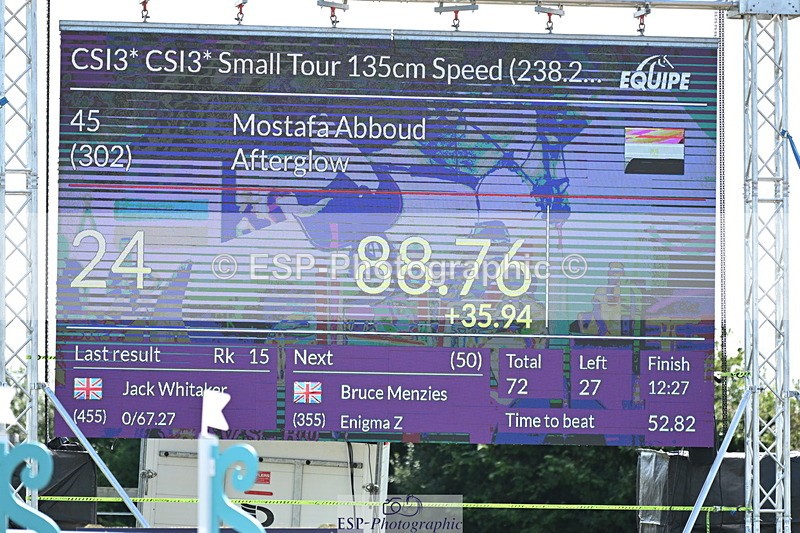 CSI3* CSI3* Small Tour 135cm Speed (238.2...
EQUIPE
45
Mostafa Abboud
(302)
Afterglow
24
88.76
+35.94
© ESP-Photographic ©
Last result Rk 15
Jack Whitaker
(455) 0/67.27
Next (50)
Bruce Menzies
(355) Enigma Z
Total
72
Left
27
Finish
12:27
Time to beat 52.82
ESP-Photographic